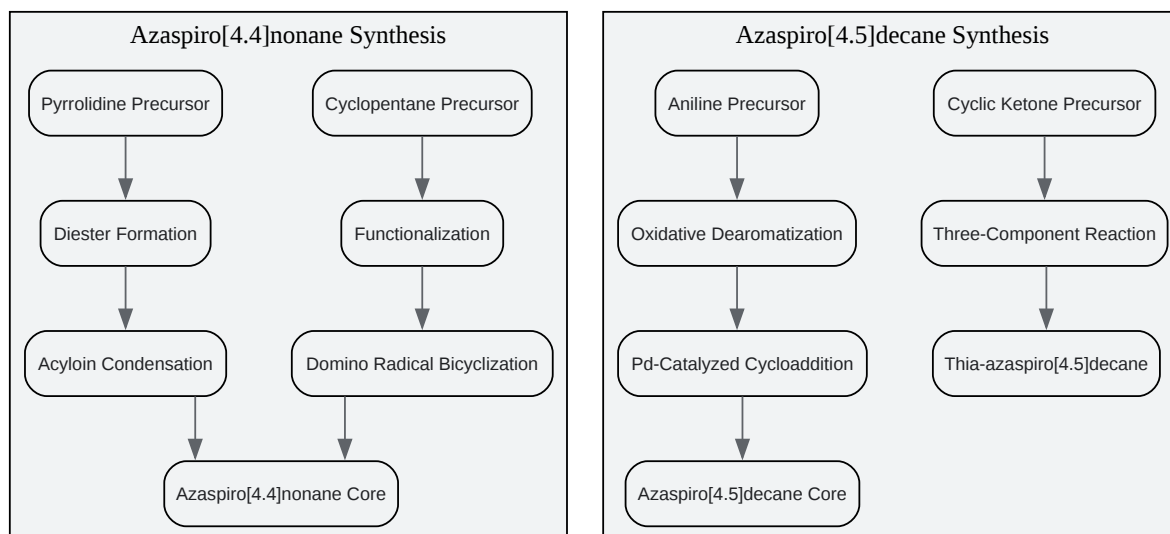 Azaspiro[4.4]nonane Synthesis
Pyrrolidine Precursor
Cyclopentane Precursor
Diester Formation
Functionalization
Acyloin Condensation
Domino Radical Bicyclization
Azaspiro[4.4]nonane Core
Azaspiro[4.5]decane Synthesis
Aniline Precursor
Cyclic Ketone Precursor
Oxidative Dearomatization
Three-Component Reaction
Pd-Catalyzed Cycloaddition
Thia-azaspiro[4.5]decane
Azaspiro[4.5]decane Core